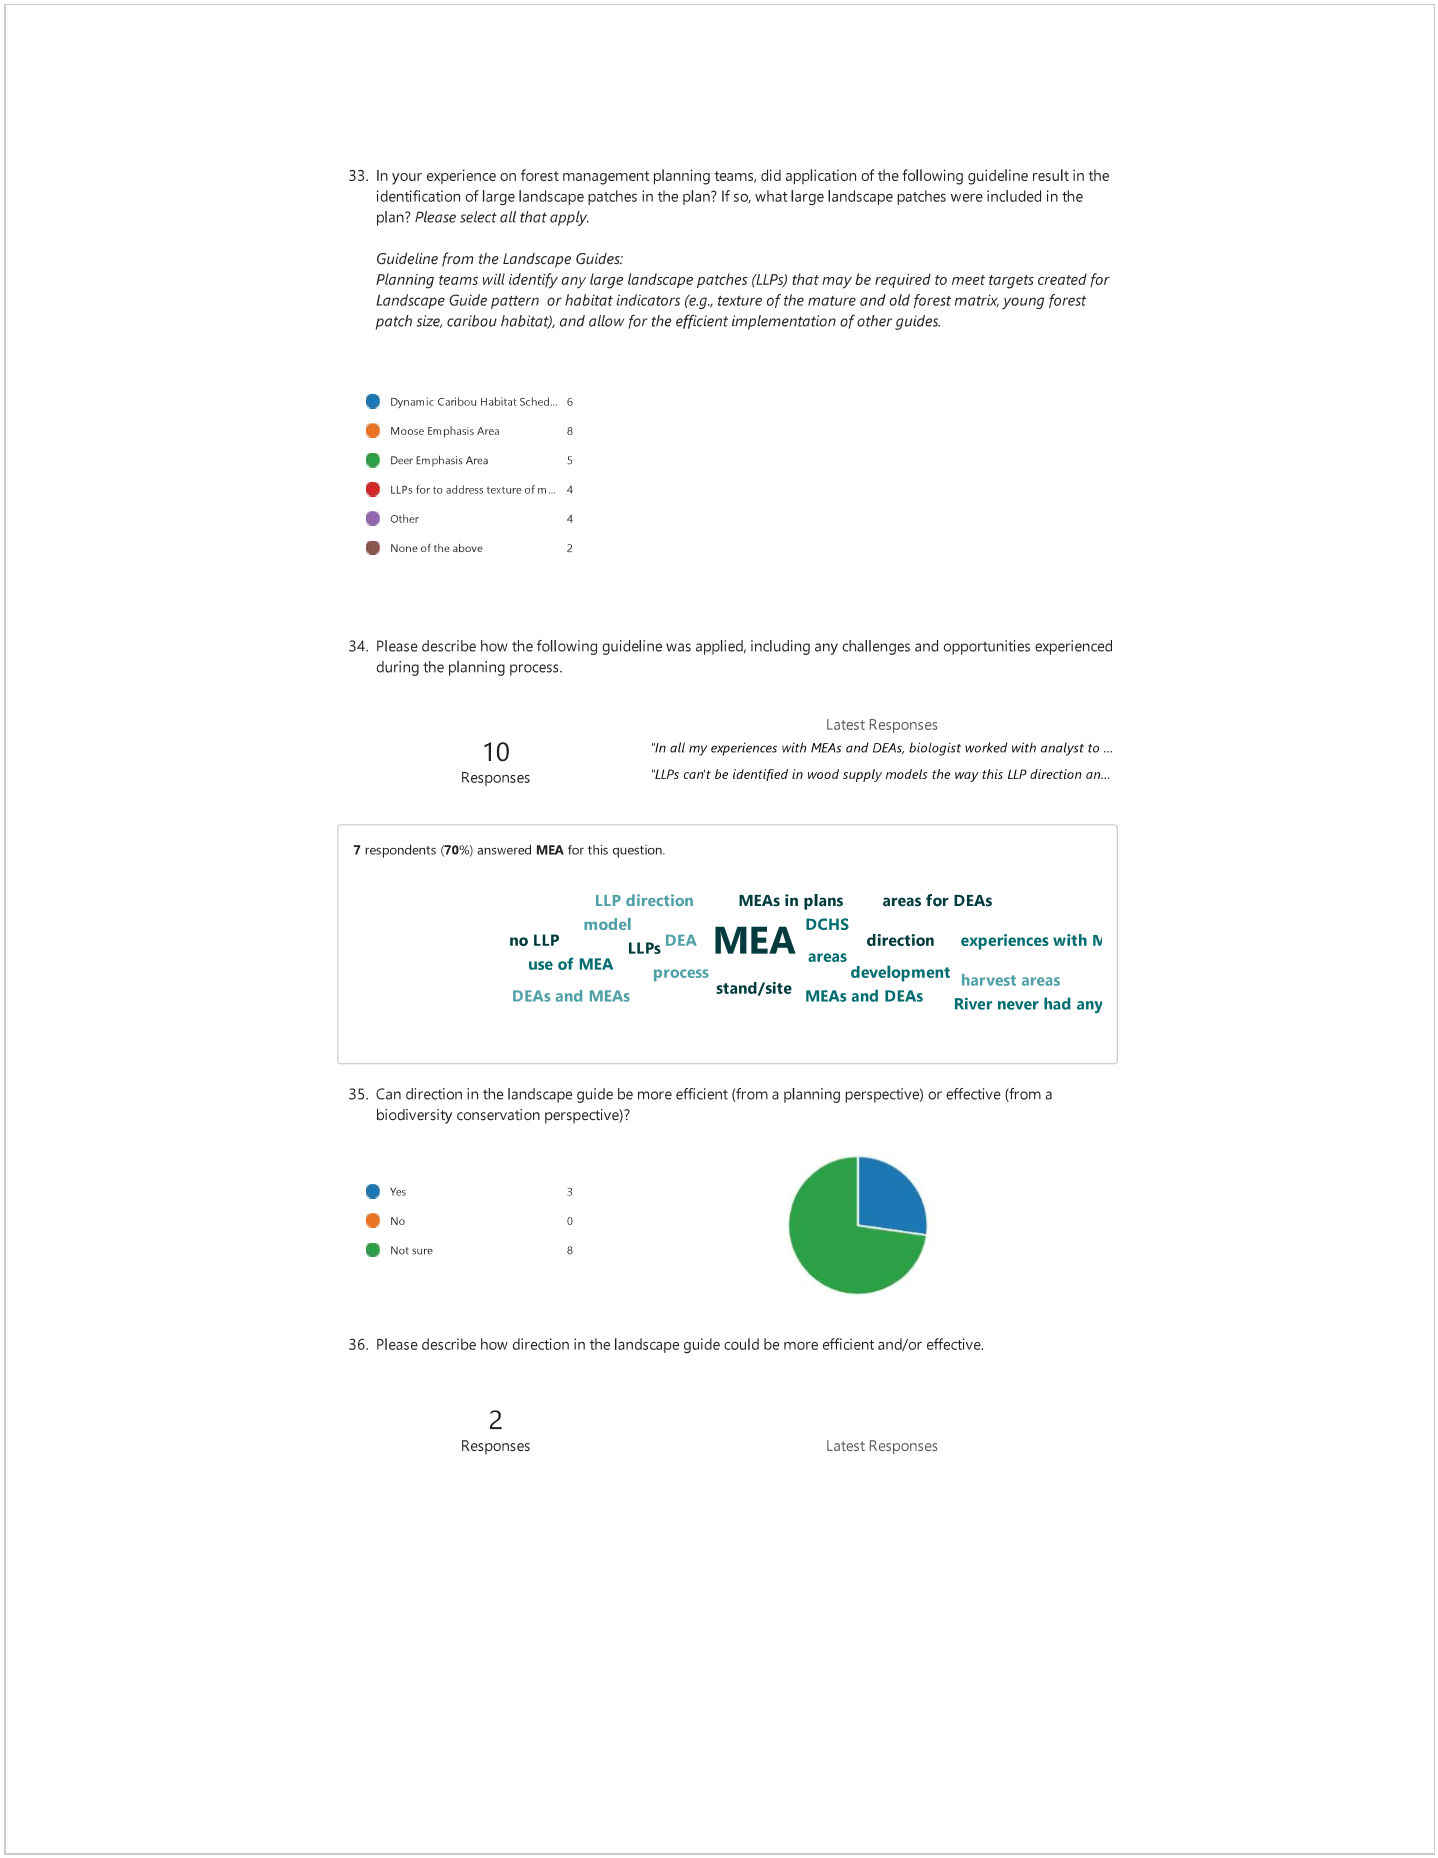 33. In your experience on forest management planning teams, did application of the following guideline result in the
identification of large landscape patches in the plan? If so, what large landscape patches were included in the
plan? Please select all that apply.
Guideline from the Landscape Guides:
Planning teams will identify any large landscape patches (LLPs) that may be required to meet targets created for
Landscape Guide pattern or habitat indicators (e.g., texture of the mature and old forest matrix, young forest
patch size, caribou habitat), and allow for the efficient implementation of other guides.
Dynamic Caribou Habitat Sched... 6
Moose Emphasis Area 8
Deer Emphasis Area 5
LLPs for to address texture of m... 4
Other 4
None of the above 2
34. Please describe how the following guideline was applied, including any challenges and opportunities experienced
during the planning process.
10
Responses
Latest Responses
"In all my experiences with MEAs and DEAs, biologist worked with analyst to ...
"LLPs can't be identified in wood supply models the way this LLP direction an...
7 respondents (70%) answered MEA for this question.
LLP direction MEAs in plans areas for DEAs
model DCHS
no LLP LLPs DEA MEA direction experiences with M
use of MEA areas
process development harvest areas
stand/site
DEAs and MEAs MEAs and DEAs River never had any
35. Can direction in the landscape guide be more efficient (from a planning perspective) or effective (from a
biodiversity conservation perspective)?
Yes 3
No 0
Not sure 8
36. Please describe how direction in the landscape guide could be more efficient and/or effective.
2
Responses
Latest Responses